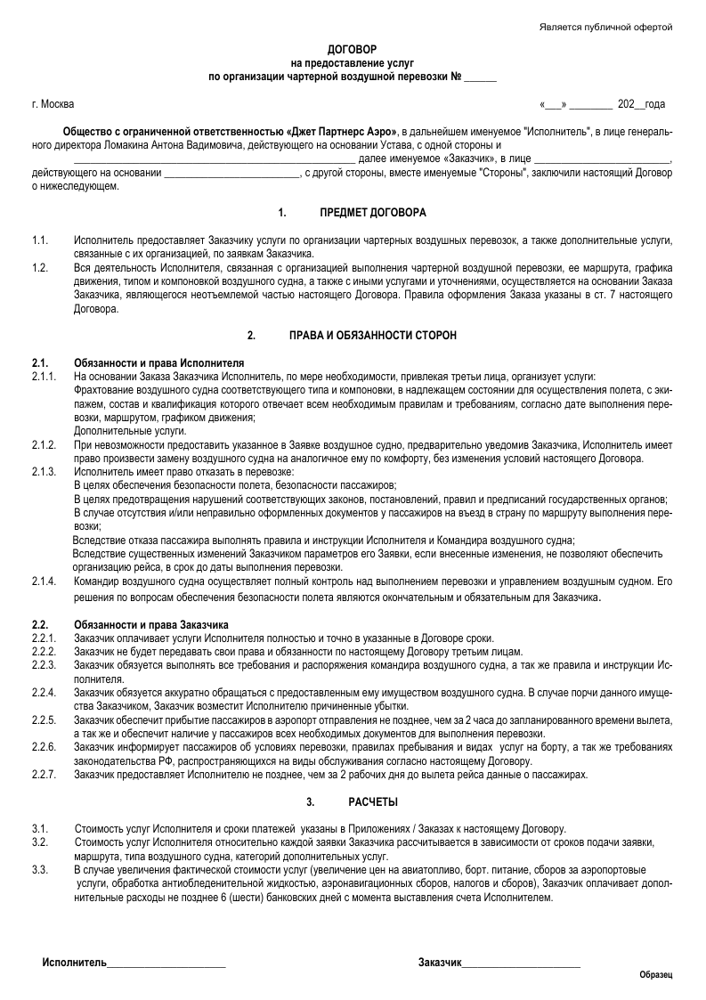 Является публичной офертой
ДОГОВОР
на предоставление услуг
по организации чартерной воздушной перевозки № ______
г. Москва «___» ________ 202__года
Общество с ограниченной ответственностью «Джет Партнерс Аэро», в дальнейшем именуемое "Исполнитель", в лице генераль-
ного директора Ломакина Антона Вадимовича, действующего на основании Устава, с одной стороны и
____________________________________________________ далее именуемое «Заказчик», в лице _________________________,
действующего на основании _________________________, с другой стороны, вместе именуемые "Стороны", заключили настоящий Договор
о нижеследующем.
1. ПРЕДМЕТ ДОГОВОРА
1.1. Исполнитель предоставляет Заказчику услуги по организации чартерных воздушных перевозок, а также дополнительные услуги,
связанные с их организацией, по заявкам Заказчика.
1.2. Вся деятельность Исполнителя, связанная с организацией выполнения чартерной воздушной перевозки, ее маршрута, графика
движения, типом и компоновкой воздушного судна, а также с иными услугами и уточнениями, осуществляется на основании Заказа
Заказчика, являющегося неотъемлемой частью настоящего Договора. Правила оформления Заказа указаны в ст. 7 настоящего
Договора.
2. ПРАВА И ОБЯЗАННОСТИ СТОРОН
2.1. Обязанности и права Исполнителя
2.1.1. На основании Заказа Заказчика Исполнитель, по мере необходимости, привлекая третьи лица, организует услуги:
Фрахтование воздушного судна соответствующего типа и компоновки, в надлежащем состоянии для осуществления полета, с эки-
пажем, состав и квалификация которого отвечает всем необходимым правилам и требованиям, согласно дате выполнения пере-
возки, маршрутом, графиком движения;
Дополнительные услуги.
2.1.2. При невозможности предоставить указанное в Заявке воздушное судно, предварительно уведомив Заказчика, Исполнитель имеет
право произвести замену воздушного судна на аналогичное ему по комфорту, без изменения условий настоящего Договора.
2.1.3. Исполнитель имеет право отказать в перевозке:
В целях обеспечения безопасности полета, безопасности пассажиров;
В целях предотвращения нарушений соответствующих законов, постановлений, правил и предписаний государственных органов;
В случае отсутствия и/или неправильно оформленных документов у пассажиров на въезд в страну по маршруту выполнения пере-
возки;
Вследствие отказа пассажира выполнять правила и инструкции Исполнителя и Командира воздушного судна;
Вследствие существенных изменений Заказчиком параметров его Заявки, если внесенные изменения, не позволяют обеспечить
организацию рейса, в срок до даты выполнения перевозки.
2.1.4. Командир воздушного судна осуществляет полный контроль над выполнением перевозки и управлением воздушным судном. Его
решения по вопросам обеспечения безопасности полета являются окончательным и обязательным для Заказчика.
2.2. Обязанности и права Заказчика
2.2.1. Заказчик оплачивает услуги Исполнителя полностью и точно в указанные в Договоре сроки.
2.2.2. Заказчик не будет передавать свои права и обязанности по настоящему Договору третьим лицам.
2.2.3. Заказчик обязуется выполнять все требования и распоряжения командира воздушного судна, а так же правила и инструкции Ис-
полнителя.
2.2.4. Заказчик обязуется аккуратно обращаться с предоставленным ему имуществом воздушного судна. В случае порчи данного имуще-
ства Заказчиком, Заказчик возместит Исполнителю причиненные убытки.
2.2.5. Заказчик обеспечит прибытие пассажиров в аэропорт отправления не позднее, чем за 2 часа до запланированного времени вылета,
а так же и обеспечит наличие у пассажиров всех необходимых документов для выполнения перевозки.
2.2.6. Заказчик информирует пассажиров об условиях перевозки, правилах пребывания и видах услуг на борту, а так же требованиях
законодательства РФ, распространяющихся на виды обслуживания согласно настоящему Договору.
2.2.7. Заказчик предоставляет Исполнителю не позднее, чем за 2 рабочих дня до вылета рейса данные о пассажирах.
3. РАСЧЕТЫ
3.1. Стоимость услуг Исполнителя и сроки платежей указаны в Приложениях / Заказах к настоящему Договору.
3.2. Стоимость услуг Исполнителя относительно каждой заявки Заказчика рассчитывается в зависимости от сроков подачи заявки,
маршрута, типа воздушного судна, категорий дополнительных услуг.
3.3. В случае увеличения фактической стоимости услуг (увеличение цен на авиатопливо, борт. питание, сборов за аэропортовые
услуги, обработка антиобледенительной жидкостью, аэронавигационных сборов, налогов и сборов), Заказчик оплачивает допол-
нительные расходы не позднее 6 (шести) банковских дней с момента выставления счета Исполнителем.
Исполнитель______________________ Заказчик______________________
Образец